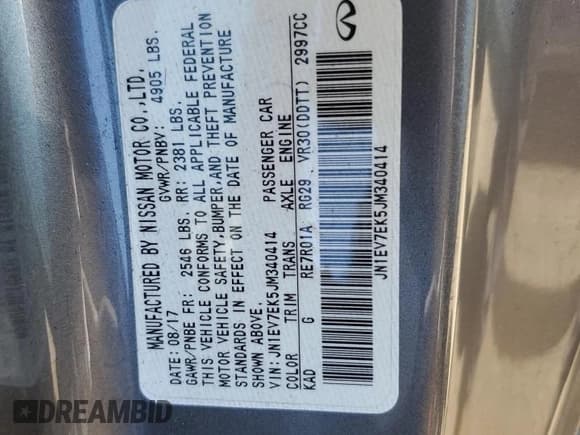 MANUFACTURED BY NISSAN MOTOR CO.,LTD.
DATE: 08/17 GVWR/PNBV: 4905 LBS.
GAWR/PNBE FR: 2546 LBS. RR: 2381 LBS.
THIS VEHICLE CONFORMS TO ALL APPLICABLE FEDERAL
MOTOR VEHICLE SAFETY,BUMPER,AND THEFT PREVENTION
STANDARDS IN EFFECT ON THE DATE OF MANUFACTURE
SHOWN ABOVE.
VIN: JN1EV7EK5JM340414 PASSENGER CAR
COLOR TRIM TRANS AXLE ENGINE
KAD G RE7R01A RG29 VR30(DDTT) 2997CC
JN1EV7EK5JM340414
DREAMBID